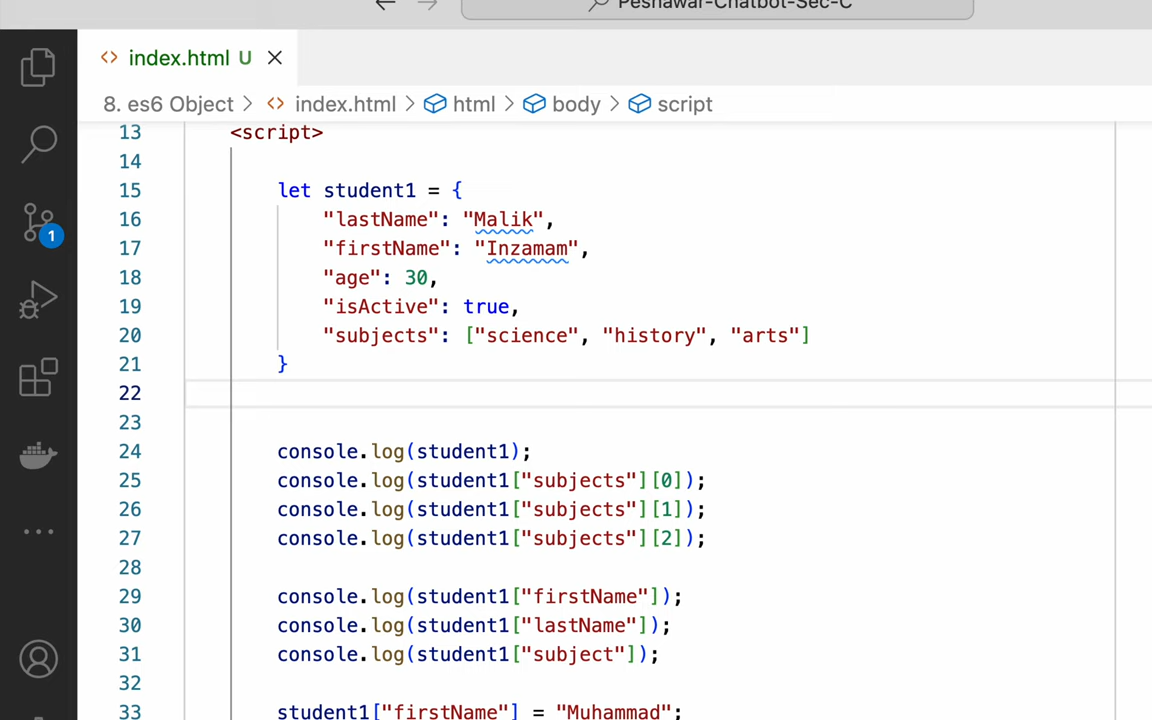 Peshawar-Chatbot-Sec-C
index.html U
8. es6 Object > index.html > html > body > script
13 <script>
14
15 let student1 = {
16 "lastName": "Malik",
17 "firstName": "Inzamam",
18 "age": 30,
19 "isActive": true,
20 "subjects": ["science", "history", "arts"]
21 }
22
23
24 console.log(student1);
25 console.log(student1["subjects"][0]);
26 console.log(student1["subjects"][1]);
27 console.log(student1["subjects"][2]);
28
29 console.log(student1["firstName"]);
30 console.log(student1["lastName"]);
31 console.log(student1["subject"]);
32
33 student1["firstName"] = "Muhammad";
1